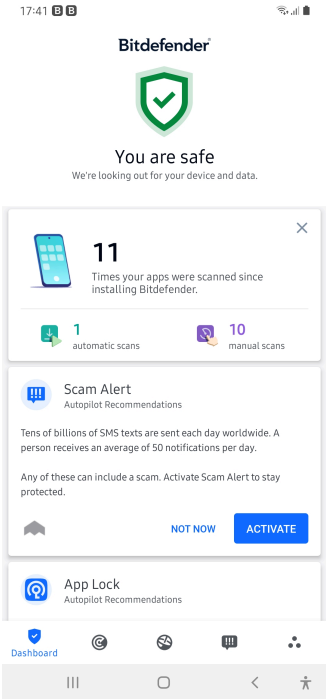 17:41 B B
Bitdefender
You are safe
We're looking out for your device and data.
11
Times your apps were scanned since
installing Bitdefender.
1
automatic scans
10
manual scans
Scam Alert
Autopilot Recommendations
Tens of billions of SMS texts are sent each day worldwide. A
person receives an average of 50 notifications per day.
Any of these can include a scam. Activate Scam Alert to stay
protected.
NOT NOW
ACTIVATE
App Lock
Autopilot Recommendations
Dashboard